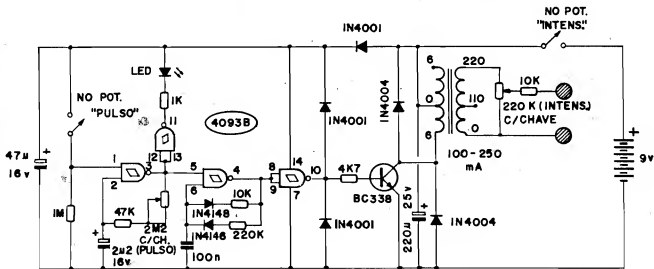 NO POT.
"INTENS."
1N4001
LED
6
220
NO POT.
"PULSO"
1K
1N4004
10K
4093B
0
110
220 K (INTENS.)
C/CHAVE
11
1N4001
6
0
47µ
16v
+
12
13
14
100-250
mA
+
9v
1
3
5
4
8
10
4K7
2
6
9
7
10K
BC338
1N4148
25v
1M
47K
2M2
C/CH.
(PULSO)
1N4146
220K
1N4001
220µ
+
1N4004
+
2µ2
16v
100n